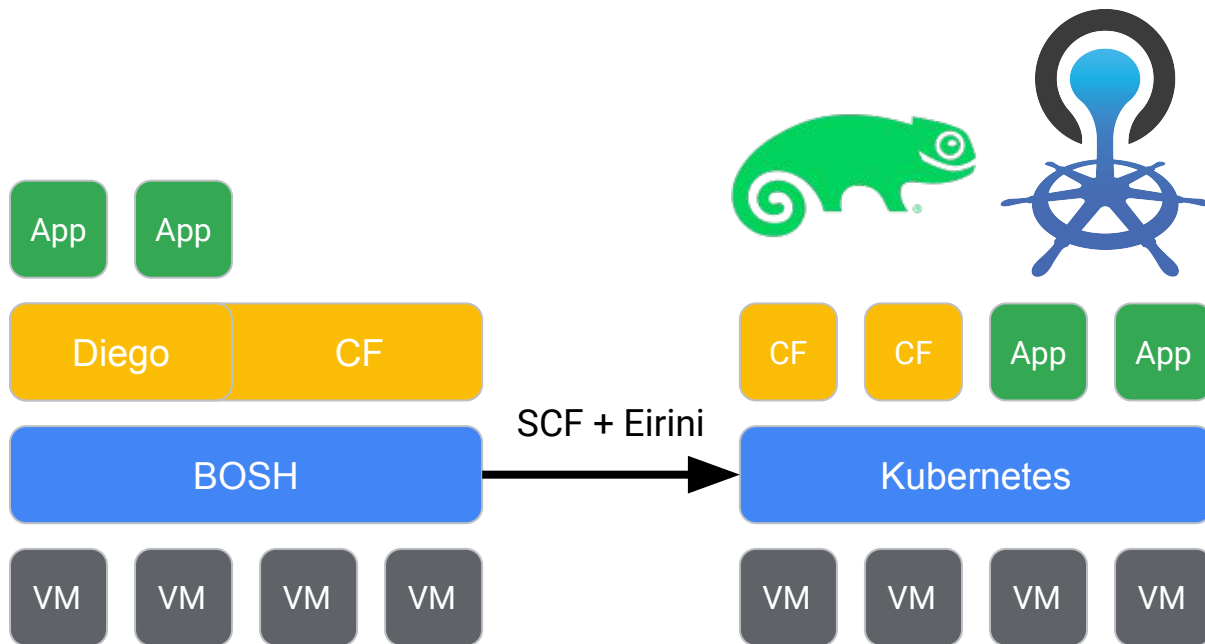 App App
Diego CF
BOSH
VM VM VM VM
SCF + Eirini
CF CF App App
Kubernetes
VM VM VM VM